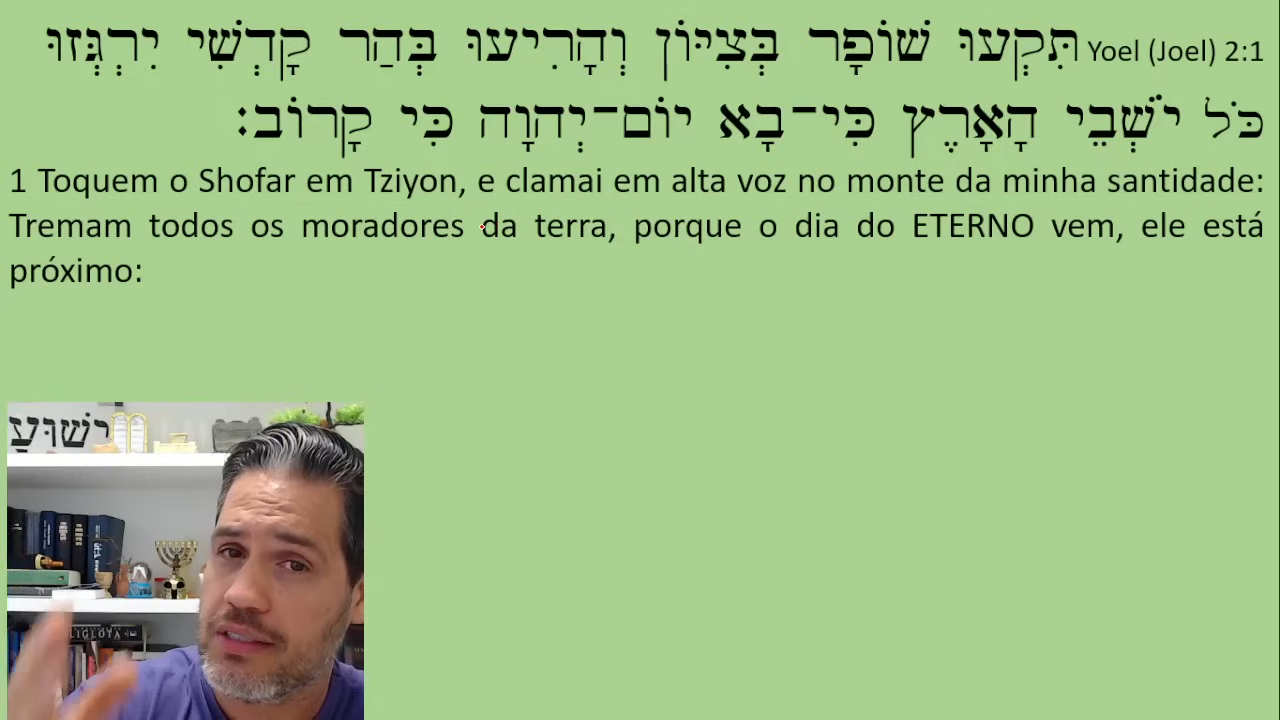 Yoel (Joel) 2:1 תִּקְעוּ שׁוֹפָר בְּצִיּוֹן וְהָרִיעוּ בְּהַר קָדְשִׁי יִרְגְּזוּ
כֹּל יֹשְׁבֵי הָאָרֶץ כִּי־בָא יוֹם־יְהוָה כִּי קָרוֹב׃
1 Toquem o Shofar em Tziyon, e clamai em alta voz no monte da minha santidade:
Tremam todos os moradores da terra, porque o dia do ETERNO vem, ele está
próximo:
ישׁוּעַ